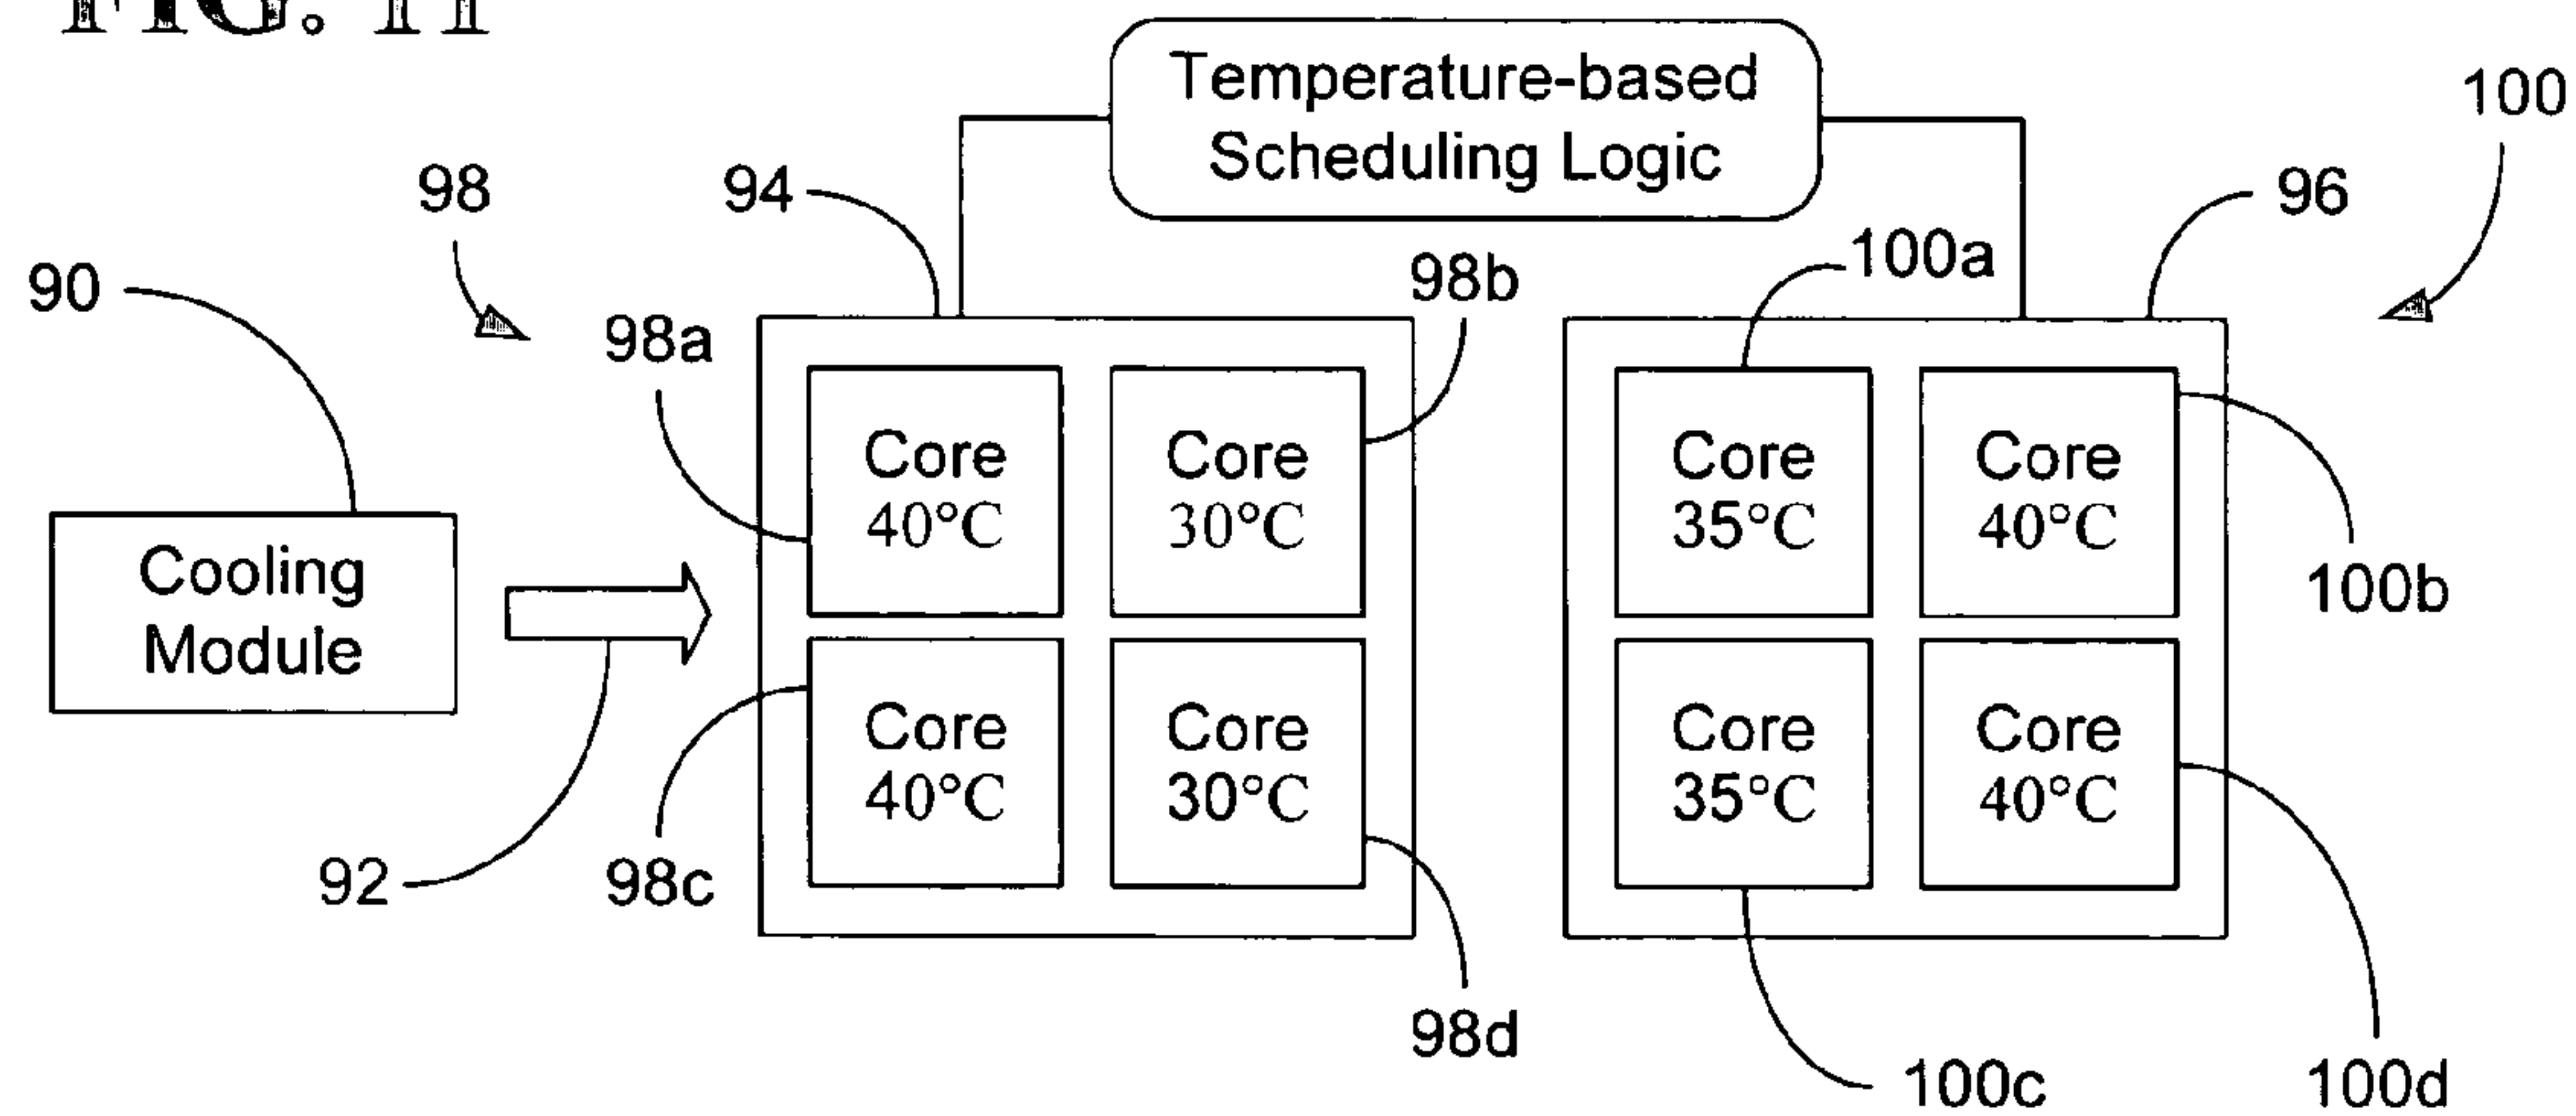 FIG. 11
Temperature-based
Scheduling Logic
100
98
94
96
90
98a
98b
100a
Core
40°C
Core
30°C
Core
35°C
Core
40°C
100b
Cooling
Module
Core
40°C
Core
30°C
Core
35°C
Core
40°C
92
98c
98d
100c
100d